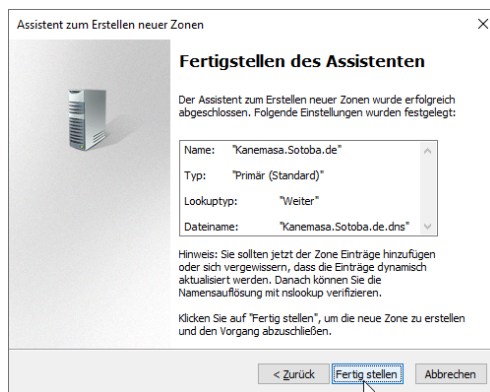 Assistent zum Erstellen neuer Zonen
Fertigstellen des Assistenten
Der Assistent zum Erstellen neuer Zonen wurde erfolgreich
abgeschlossen. Folgende Einstellungen wurden festgelegt:
Name: "Kanemasa.Sotoba.de"
Typ: "Primär (Standard)"
Lookuptyp: "Weiter"
Dateiname: "Kanemasa.Sotoba.de.dns"
Hinweis: Sie sollten jetzt der Zone Einträge hinzufügen
oder sich vergewissern, dass die Einträge dynamisch
aktualisiert werden. Danach können Sie die
Namensauflösung mit nslookup verifizieren.
Klicken Sie auf "Fertig stellen", um die neue Zone zu erstellen
und den Vorgang abzuschließen.
< Zurück Fertig stellen Abbrechen